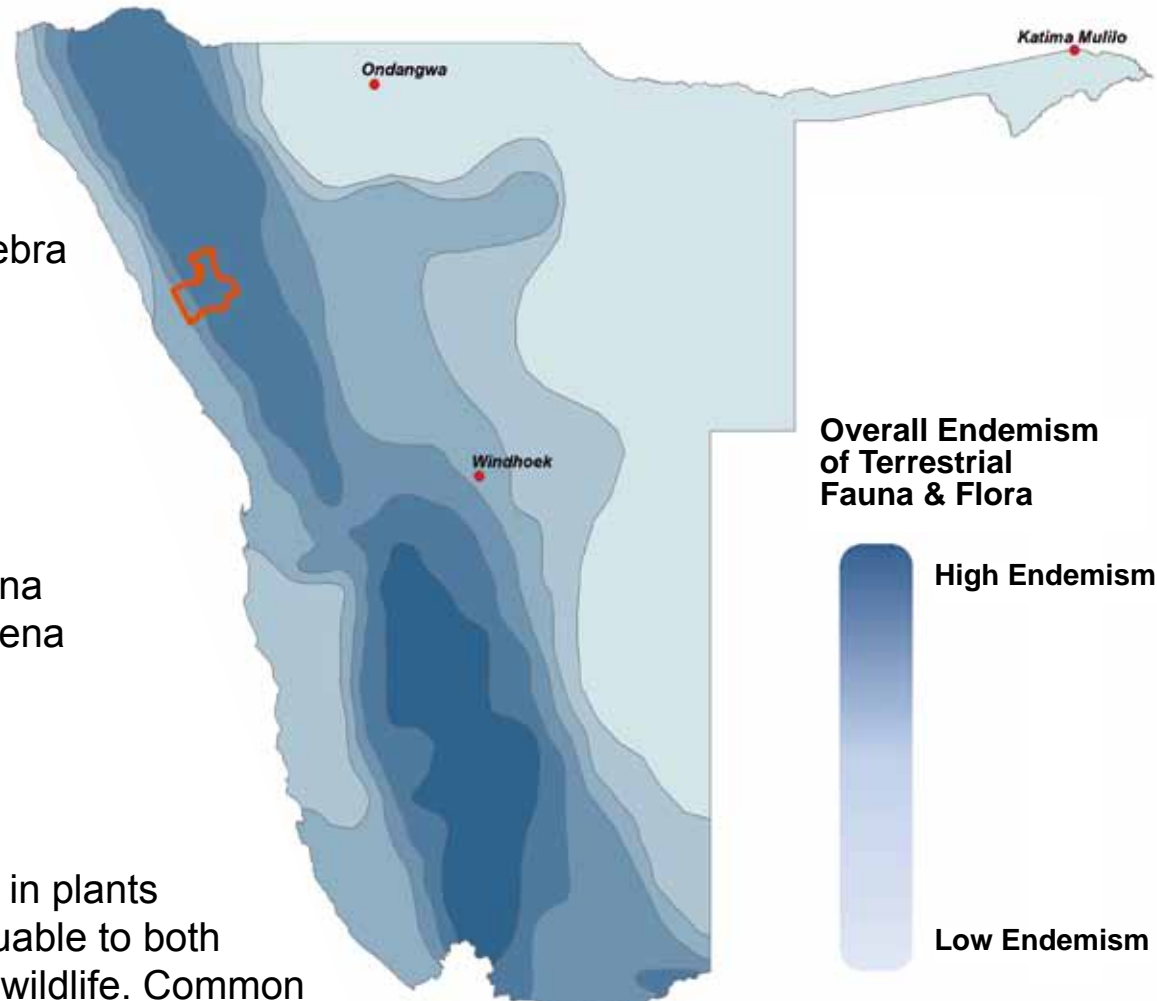 Katima Mulilo
Ondangwa
ebra
Windhoek
Overall Endemism
of Terrestrial
Fauna & Flora
High Endemism
na
ena
in plants
uable to both
wildlife. Common
Low Endemism